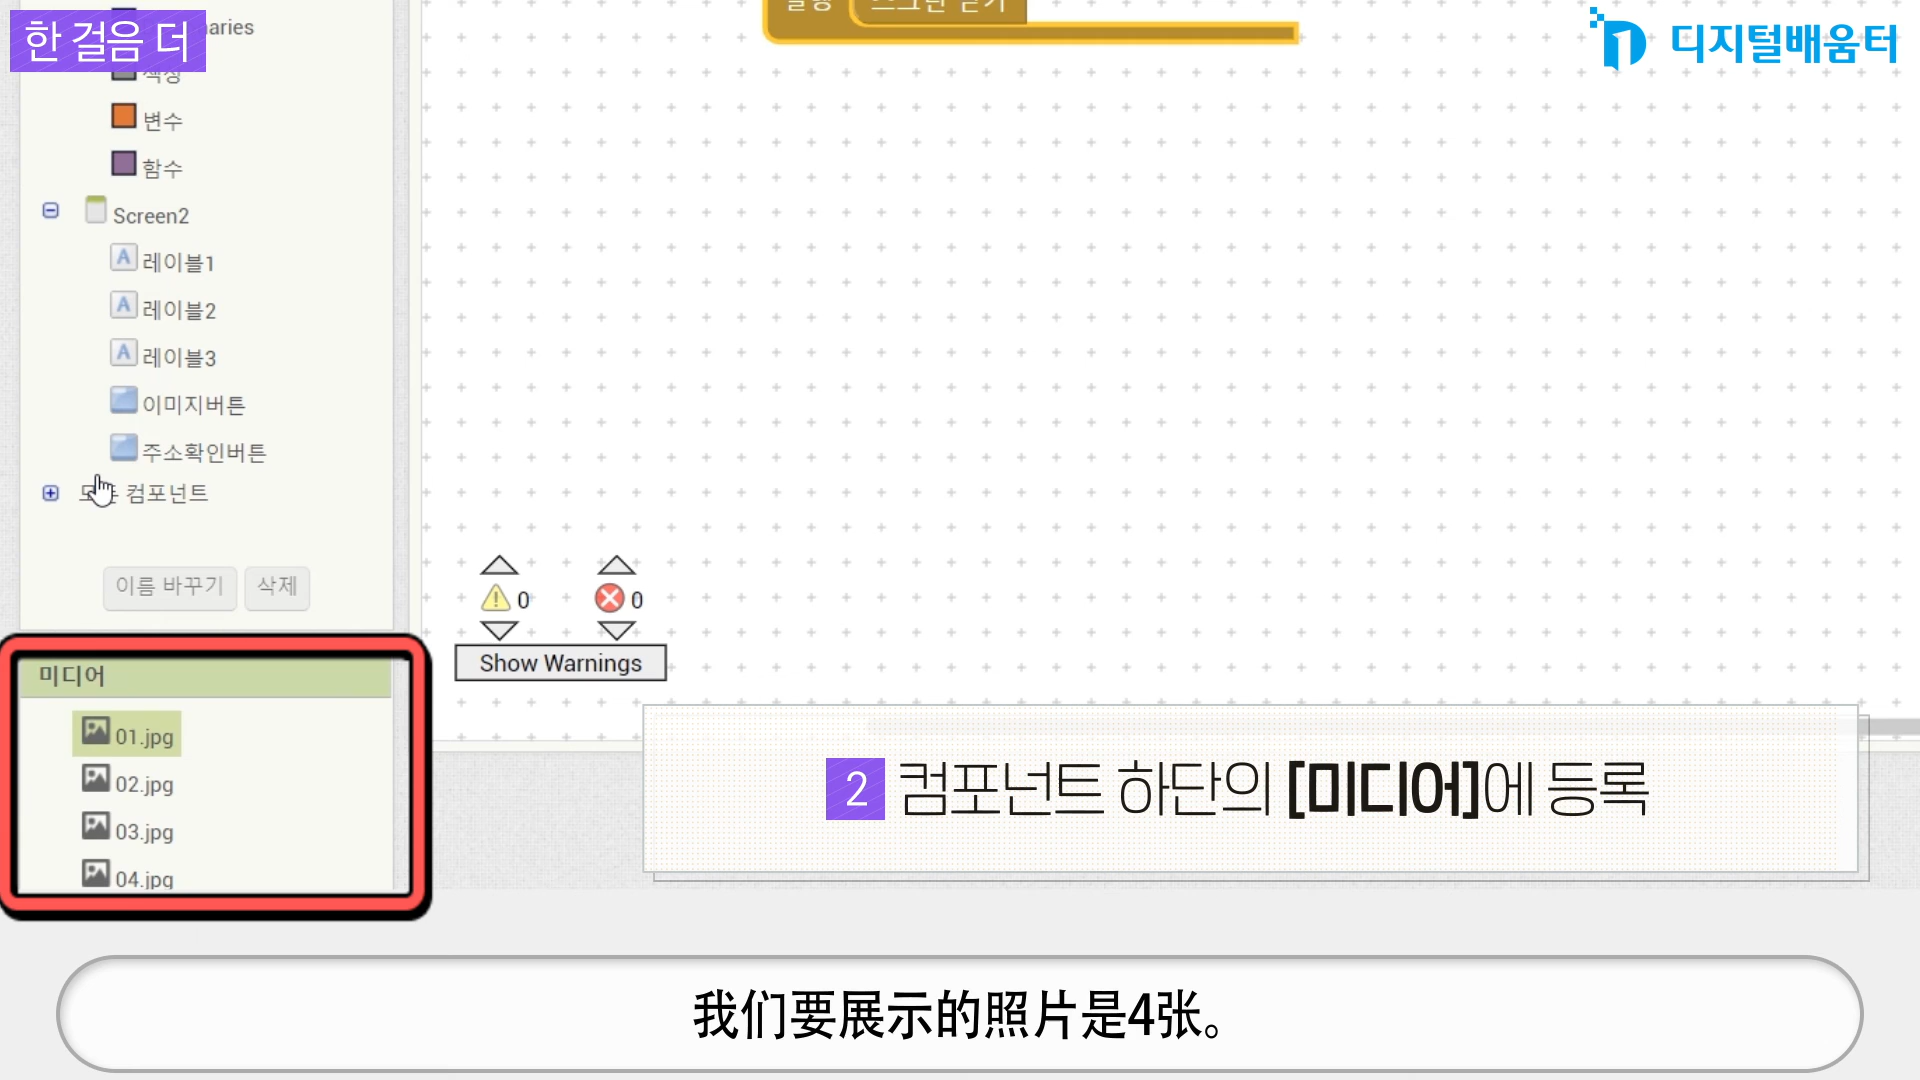 한 걸음 더
디지털배움터
aries
색상
변수
함수
Screen2
레이블1
레이블2
레이블3
이미지버튼
주소확인버튼
컴포넌트
이름 바꾸기
삭제
0
0
Show Warnings
미디어
01.jpg
02.jpg
03.jpg
04.jpg
2 컴포넌트 하단의 [미디어]에 등록
我们要展示的照片是4张。